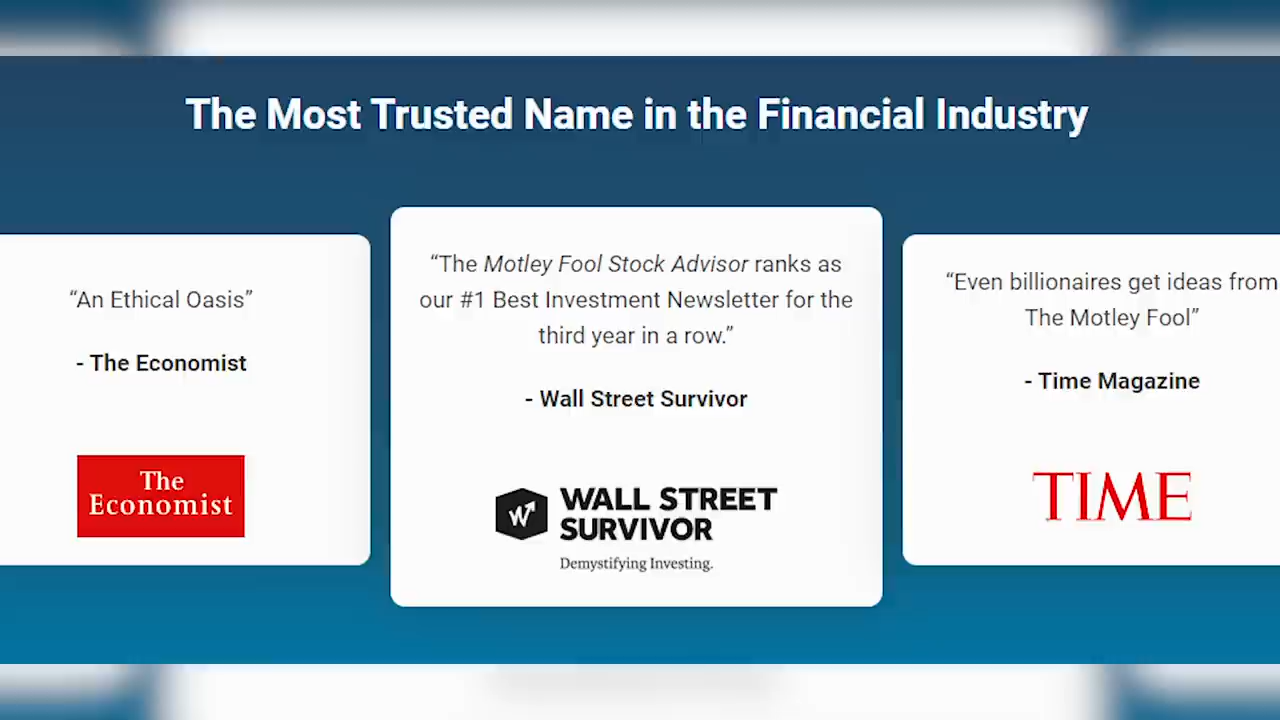 The Most Trusted Name in the Financial Industry
“An Ethical Oasis”
- The Economist
The
Economist
“The Motley Fool Stock Advisor ranks as
our #1 Best Investment Newsletter for the
third year in a row.”
- Wall Street Survivor
WALL STREET
SURVIVOR
Demystifying Investing.
“Even billionaires get ideas from
The Motley Fool”
- Time Magazine
TIME